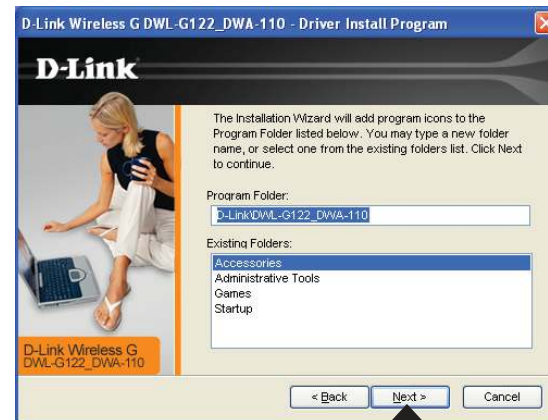 D-Link Wireless G DWL-G122_DWA-110 - Driver Install Program
D-Link
The Installation Wizard will add program icons to the
Program Folder listed below. You may type a new folder
name, or select one from the existing folders list. Click Next
to continue.
Program Folder:
D-Link\DWL-G122_DWA-110
Existing Folders:
Accessories
Administrative Tools
Games
Startup
D-Link Wireless G
DWL-G122_DWA-110
< Back
Next >
Cancel